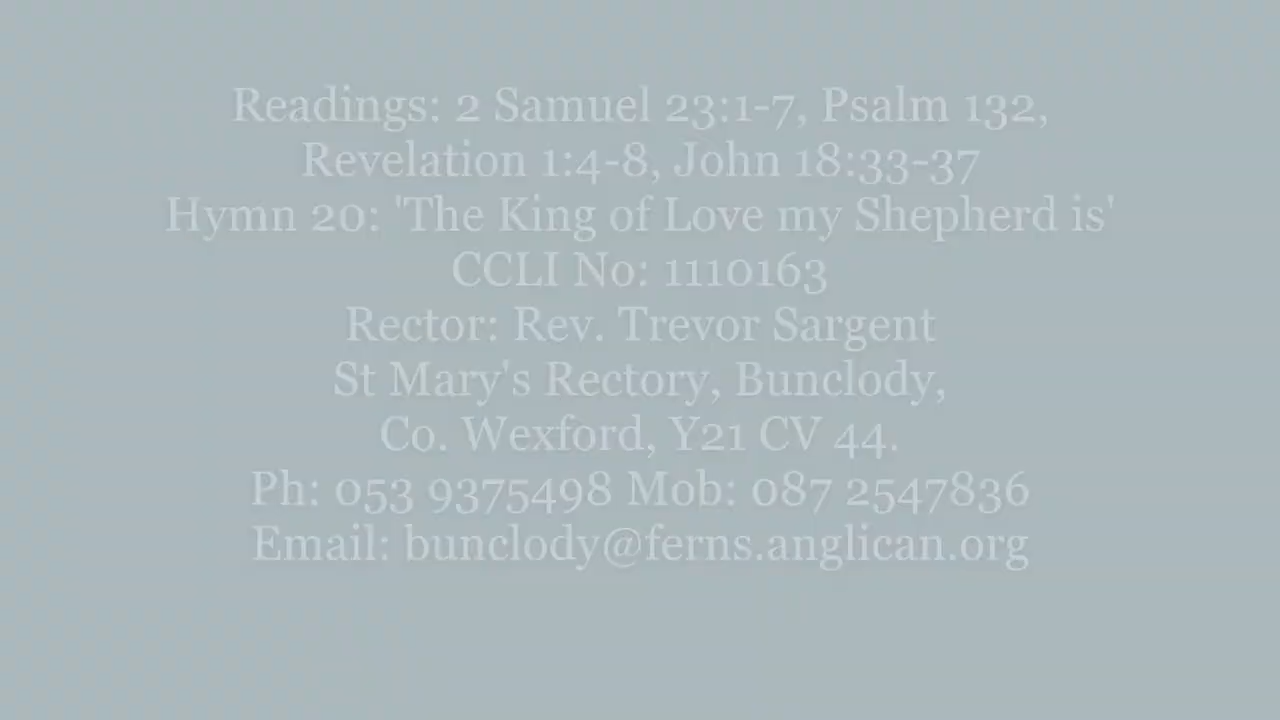 Readings: 2 Samuel 23:1-7, Psalm 132,
Revelation 1:4-8, John 18:33-37
Hymn 20: 'The King of Love my Shepherd is'
CCLI No: 1110163
Rector: Rev. Trevor Sargent
St Mary's Rectory, Bunclody,
Co. Wexford, Y21 CV 44.
Ph: 053 9375498 Mob: 087 2547836
Email: bunclody@ferns.anglican.org